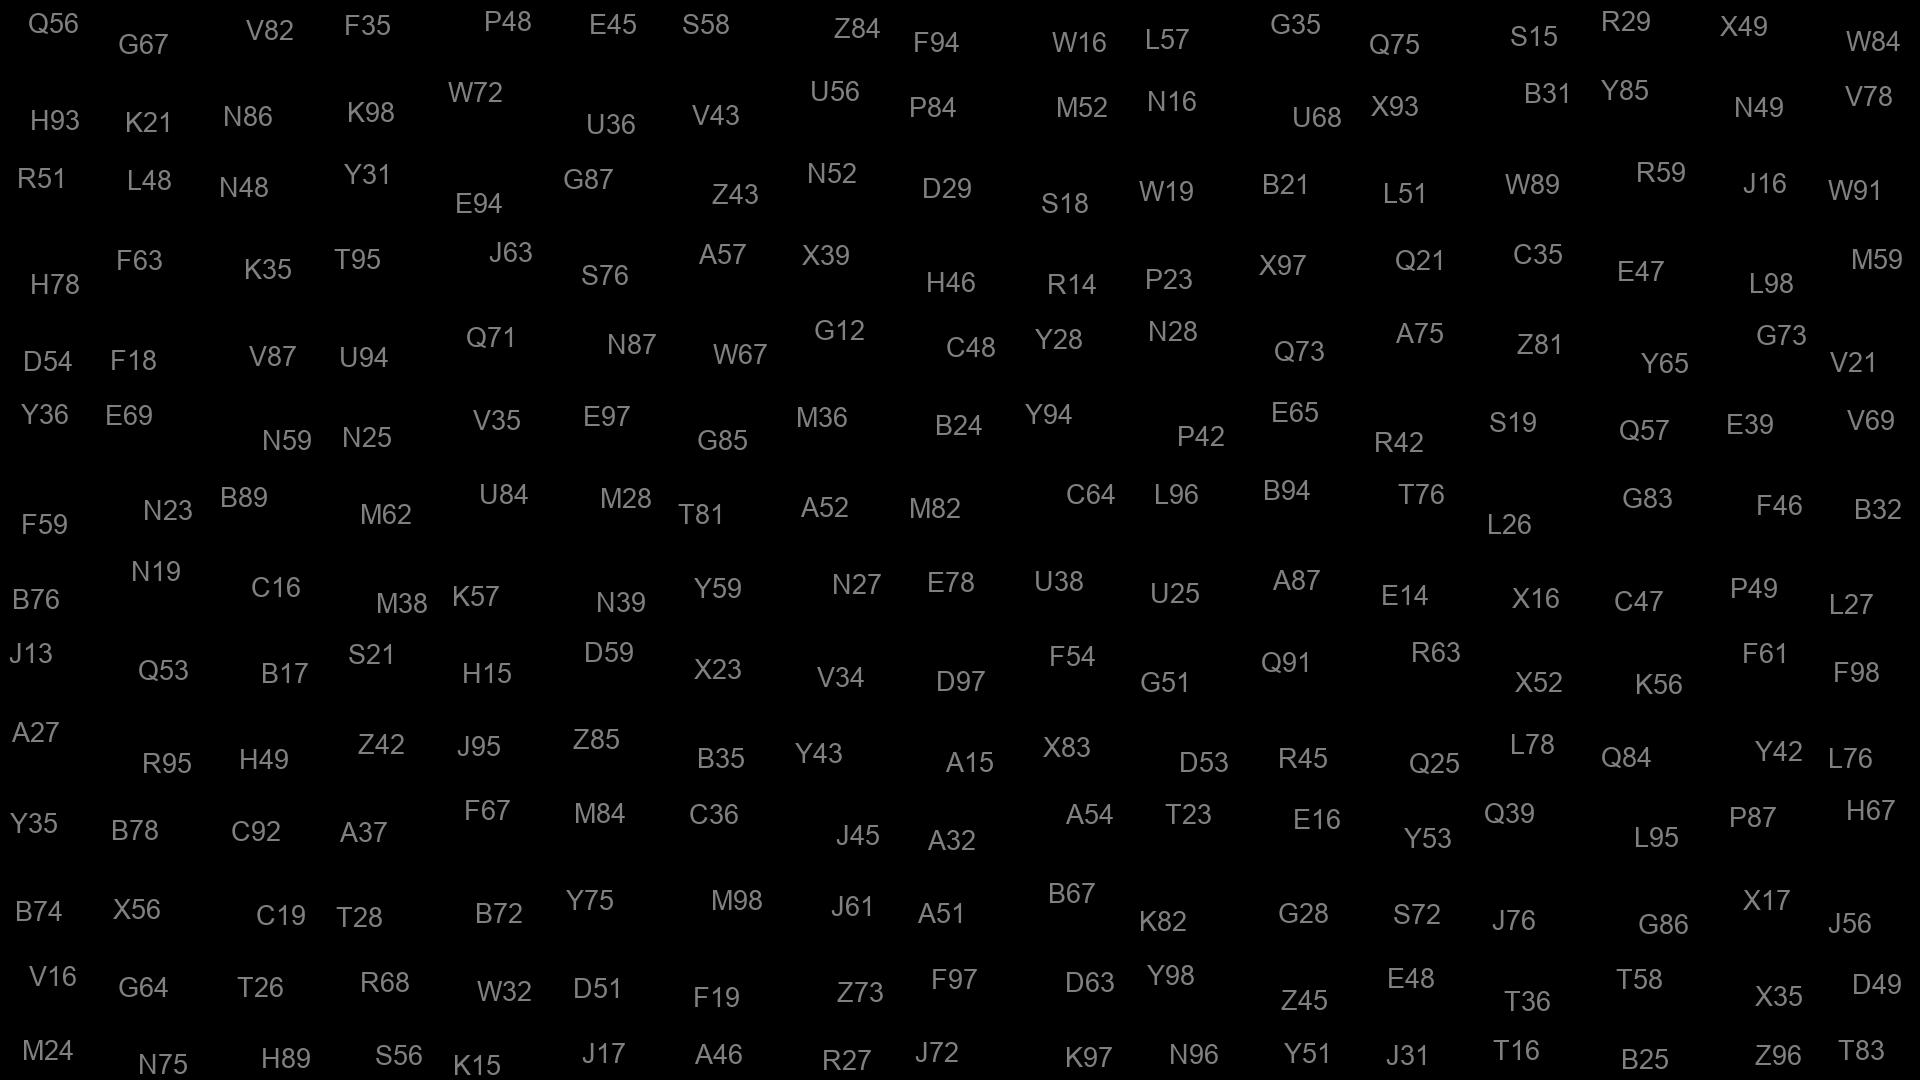 Q56 G67 V82 F35 P48 E45 S58 Z84 F94 W16 L57 G35 Q75 S15 R29 X49 W84
H93 K21 N86 K98 W72 U36 V43 U56 P84 M52 N16 U68 X93 B31 Y85 N49 V78
R51 L48 N48 Y31 E94 G87 Z43 N52 D29 S18 W19 B21 L51 W89 R59 J16 W91
H78 F63 K35 T95 J63 S76 A57 X39 H46 R14 P23 X97 Q21 C35 E47 L98 M59
D54 F18 V87 U94 Q71 N87 W67 G12 C48 Y28 N28 Q73 A75 Z81 Y65 G73 V21
Y36 E69 N59 N25 V35 E97 G85 M36 B24 Y94 P42 E65 R42 S19 Q57 E39 V69
F59 N23 B89 M62 U84 M28 T81 A52 M82 C64 L96 B94 T76 L26 G83 F46 B32
B76 N19 C16 M38 K57 N39 Y59 N27 E78 U38 U25 A87 E14 X16 C47 P49 L27
J13 Q53 B17 S21 H15 D59 X23 V34 D97 F54 G51 Q91 R63 X52 K56 F61 F98
A27 R95 H49 Z42 J95 Z85 B35 Y43 A15 X83 D53 R45 Q25 L78 Q84 Y42 L76
Y35 B78 C92 A37 F67 M84 C36 J45 A32 A54 T23 E16 Y53 Q39 L95 P87 H67
B74 X56 C19 T28 B72 Y75 M98 J61 A51 B67 K82 G28 S72 J76 G86 X17 J56
V16 G64 T26 R68 W32 D51 F19 Z73 F97 D63 Y98 Z45 E48 T36 T58 X35 D49
M24 N75 H89 S56 K15 J17 A46 R27 J72 K97 N96 Y51 J31 T16 B25 Z96 T83